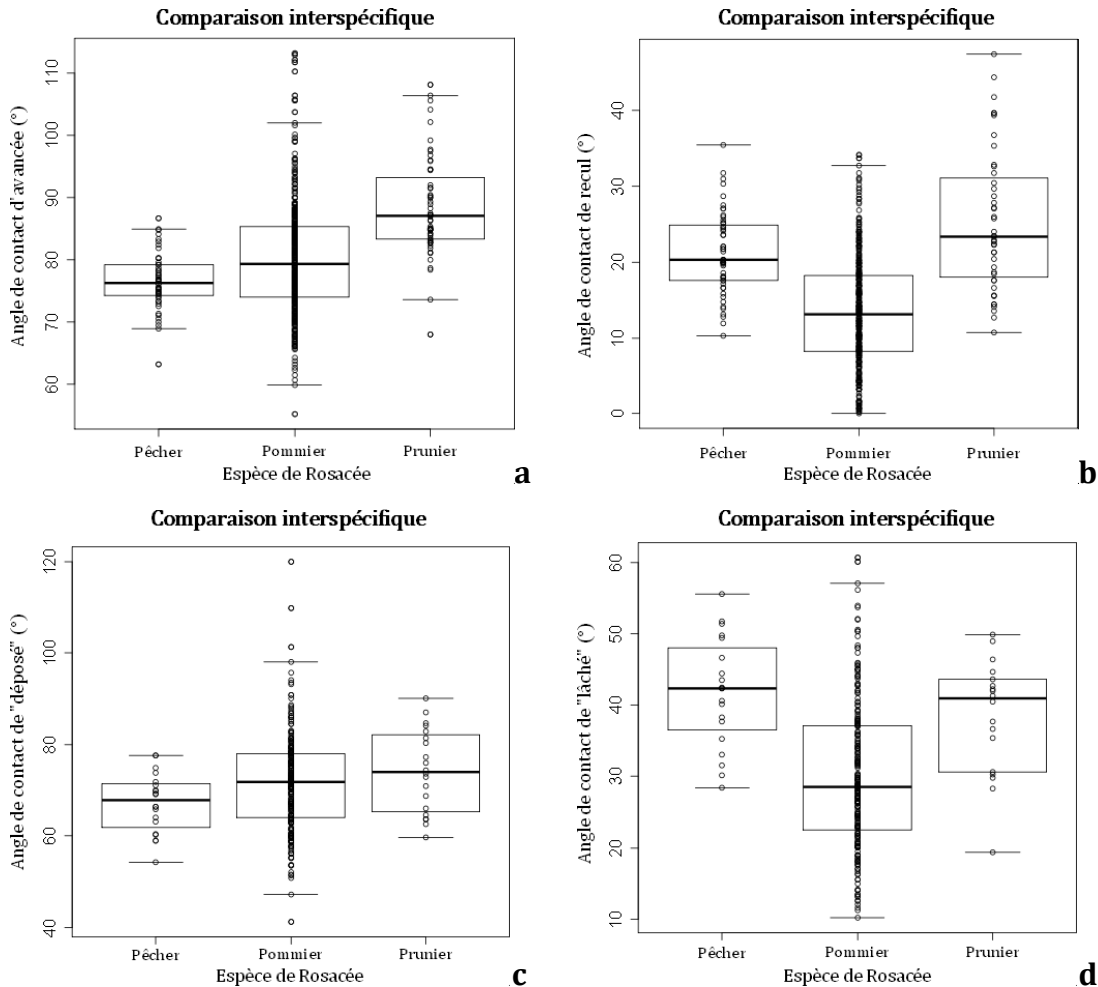 Comparaison interspécifique
Angle de contact d'avancée (°)
110
100
90
80
70
60
Pêcher Pommier Prunier
Espèce de Rosacée
a
Comparaison interspécifique
Angle de contact de recul (°)
40
30
20
10
0
Pêcher Pommier Prunier
Espèce de Rosacée
b
Comparaison interspécifique
Angle de contact de "déposé" (°)
120
100
80
60
40
Pêcher Pommier Prunier
Espèce de Rosacée
c
Comparaison interspécifique
Angle de contact de "lâché" (°)
60
50
40
30
20
10
Pêcher Pommier Prunier
Espèce de Rosacée
d